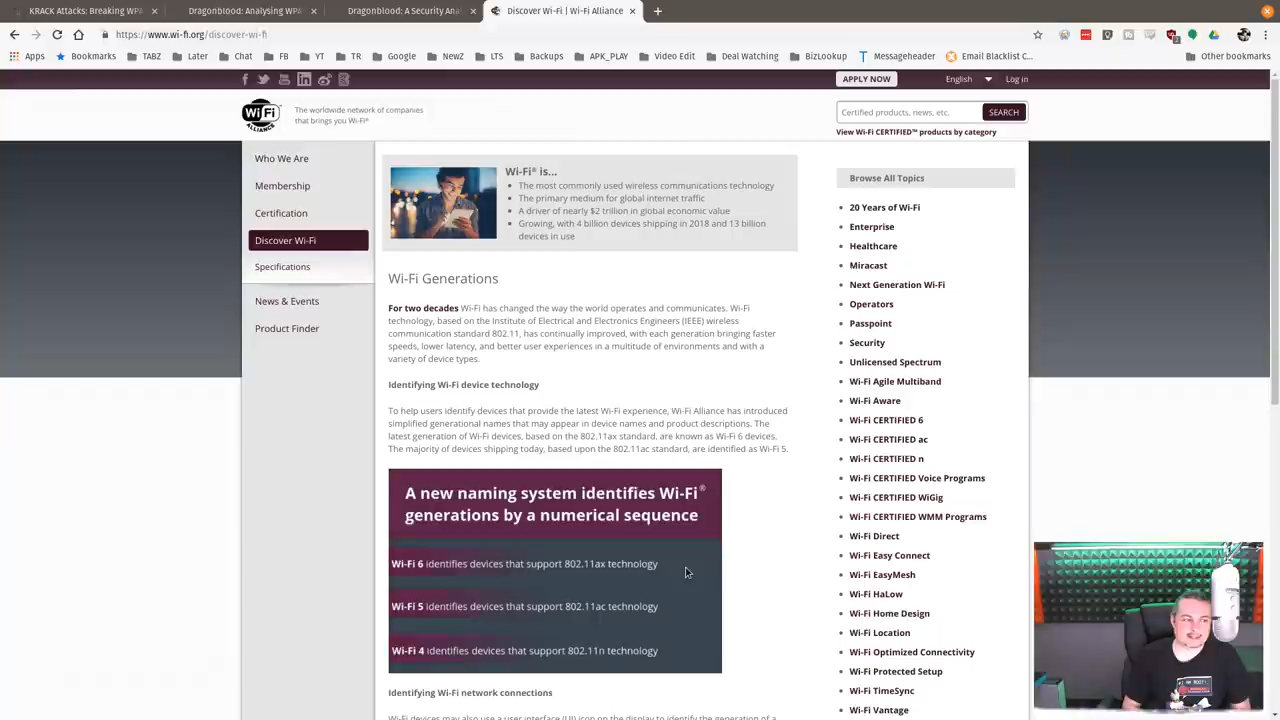 KRACK Attacks: Breaking WPA
Dragonblood: Analysing WPA
Dragonblood: A Security Ana
Discover Wi-Fi | Wi-Fi Alliance
https://www.wi-fi.org/discover-wi-fi
Apps
Bookmarks
TABZ
Later
Chat
FB
YT
TR
Google
NewZ
LTS
Backups
APK_PLAY
Video Edit
Deal Watching
BizLookup
Messageheader
Email Blacklist C...
Other bookmarks
APPLY NOW
English
Log in
Wi Fi
ALLIANCE
The worldwide network of companies
that brings you Wi-Fi®
Certified products, news, etc.
SEARCH
View Wi-Fi CERTIFIED™ products by category
Who We Are
Membership
Certification
Discover Wi-Fi
Specifications
News & Events
Product Finder
Wi-Fi® is...
• The most commonly used wireless communications technology
• The primary medium for global internet traffic
• A driver of nearly $2 trillion in global economic value
• Growing, with 4 billion devices shipping in 2018 and 13 billion
devices in use
Wi-Fi Generations
For two decades Wi-Fi has changed the way the world operates and communicates. Wi-Fi
technology, based on the Institute of Electrical and Electronics Engineers (IEEE) wireless
communication standard 802.11, has continually improved, with each generation bringing faster
speeds, lower latency, and better user experiences in a multitude of environments and with a
variety of device types.
Identifying Wi-Fi device technology
To help users identify devices that provide the latest Wi-Fi experience, Wi-Fi Alliance has introduced
simplified generational names that may appear in device names and product descriptions. The
latest generation of Wi-Fi devices, based on the 802.11ax standard, are known as Wi-Fi 6 devices.
The majority of devices shipping today, based upon the 802.11ac standard, are identified as Wi-Fi 5.
A new naming system identifies Wi-Fi®
generations by a numerical sequence
Wi-Fi 6 identifies devices that support 802.11ax technology
Wi-Fi 5 identifies devices that support 802.11ac technology
Wi-Fi 4 identifies devices that support 802.11n technology
Identifying Wi-Fi network connections
Wi-Fi devices may also use a user interface (UI) icon on the display to identify the generation of a
Browse All Topics
• 20 Years of Wi-Fi
• Enterprise
• Healthcare
• Miracast
• Next Generation Wi-Fi
• Operators
• Passpoint
• Security
• Unlicensed Spectrum
• Wi-Fi Agile Multiband
• Wi-Fi Aware
• Wi-Fi CERTIFIED 6
• Wi-Fi CERTIFIED ac
• Wi-Fi CERTIFIED n
• Wi-Fi CERTIFIED Voice Programs
• Wi-Fi CERTIFIED WiGig
• Wi-Fi CERTIFIED WMM Programs
• Wi-Fi Direct
• Wi-Fi Easy Connect
• Wi-Fi EasyMesh
• Wi-Fi HaLow
• Wi-Fi Home Design
• Wi-Fi Location
• Wi-Fi Optimized Connectivity
• Wi-Fi Protected Setup
• Wi-Fi TimeSync
• Wi-Fi Vantage